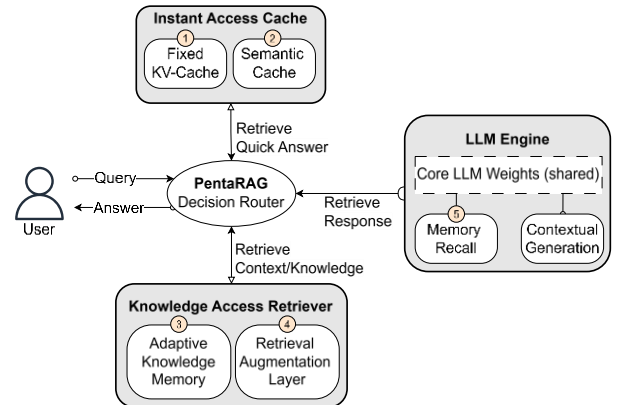 Instant Access Cache
1
2
Fixed
KV-Cache
Semantic
Cache
Retrieve
Quick Answer
LLM Engine
Core LLM Weights (shared)
5
Memory
Recall
Contextual
Generation
Query
Answer
User
PentaRAG
Decision Router
Retrieve
Response
Retrieve
Context/Knowledge
Knowledge Access Retriever
3
4
Adaptive
Knowledge
Memory
Retrieval
Augmentation
Layer